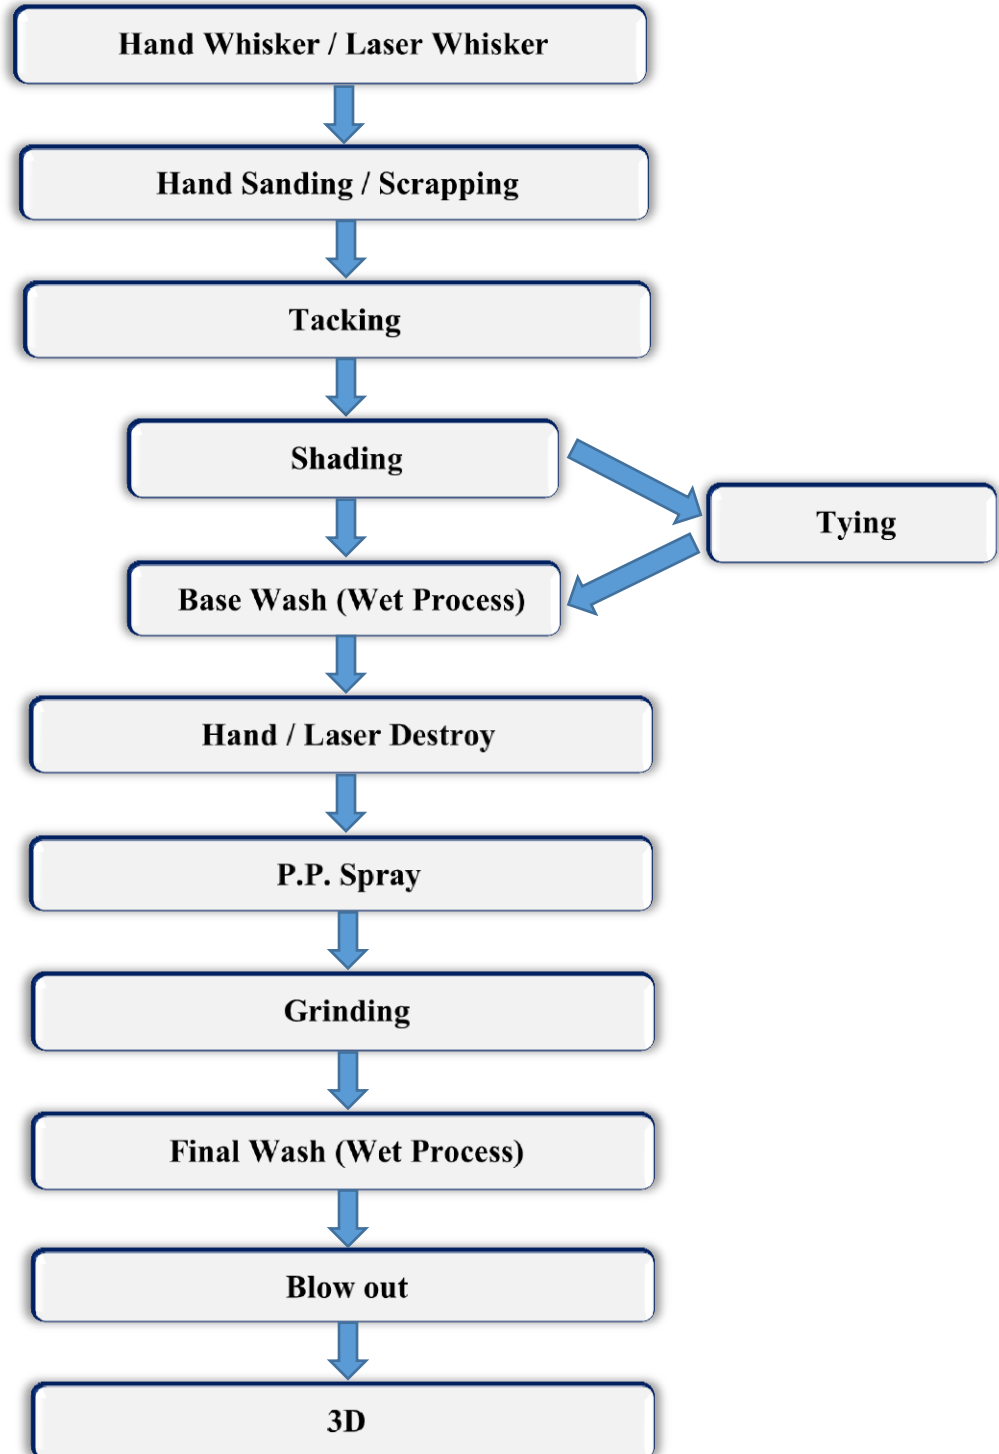 Hand Whisker / Laser Whisker
Hand Sanding / Scrapping
Tacking
Shading
Tying
Base Wash (Wet Process)
Hand / Laser Destroy
P.P. Spray
Grinding
Final Wash (Wet Process)
Blow out
3D